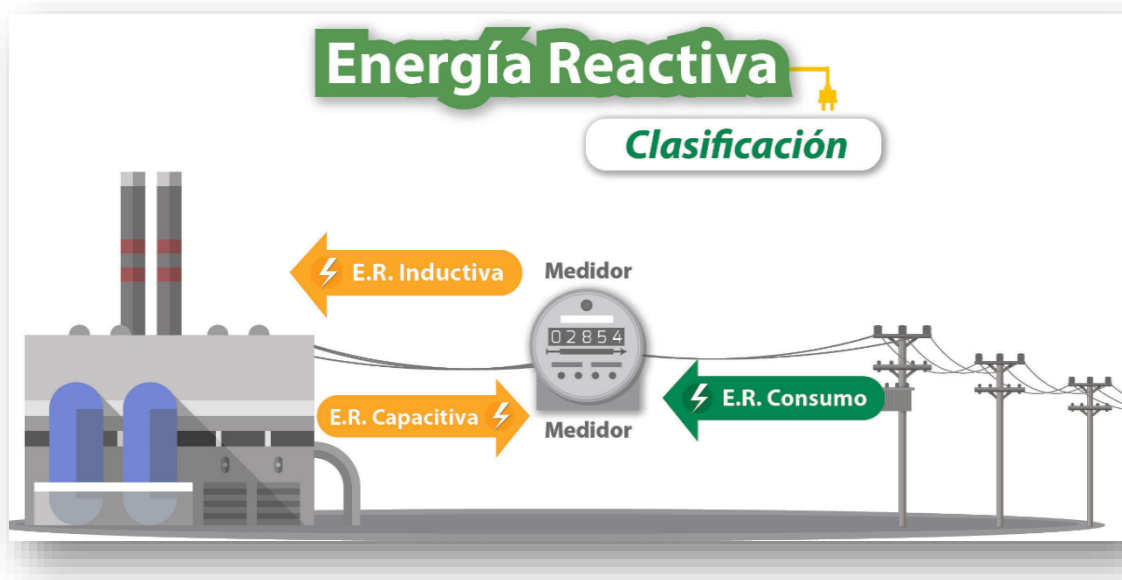 Energía Reactiva
Clasificación
E.R. Inductiva
Medidor
02854
E.R. Capacitiva
E.R. Consumo
Medidor